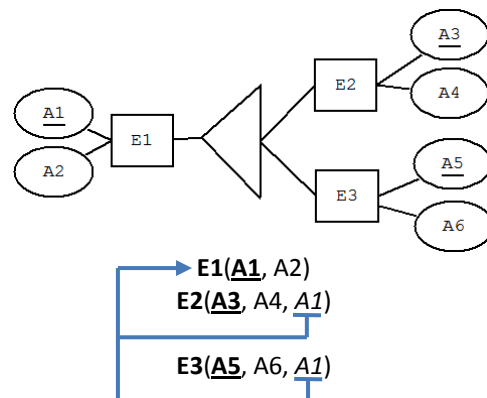 A3
E2
A4
A1
E1
A2
A5
E3
A6
E1(A1, A2)
E2(A3, A4, A1)
E3(A5, A6, A1)